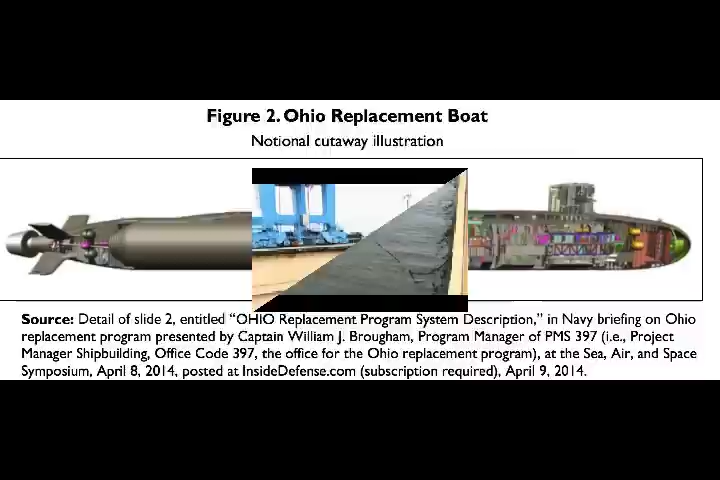 Figure 2. Ohio Replacement Boat
Notional cutaway illustration
Source: Detail of slide 2, entitled “OHIO Replacement Program System Description,” in Navy briefing on Ohio
replacement program presented by Captain William J. Brougham, Program Manager of PMS 397 (i.e., Project
Manager Shipbuilding, Office Code 397, the office for the Ohio replacement program), at the Sea, Air, and Space
Symposium, April 8, 2014, posted at InsideDefense.com (subscription required), April 9, 2014.